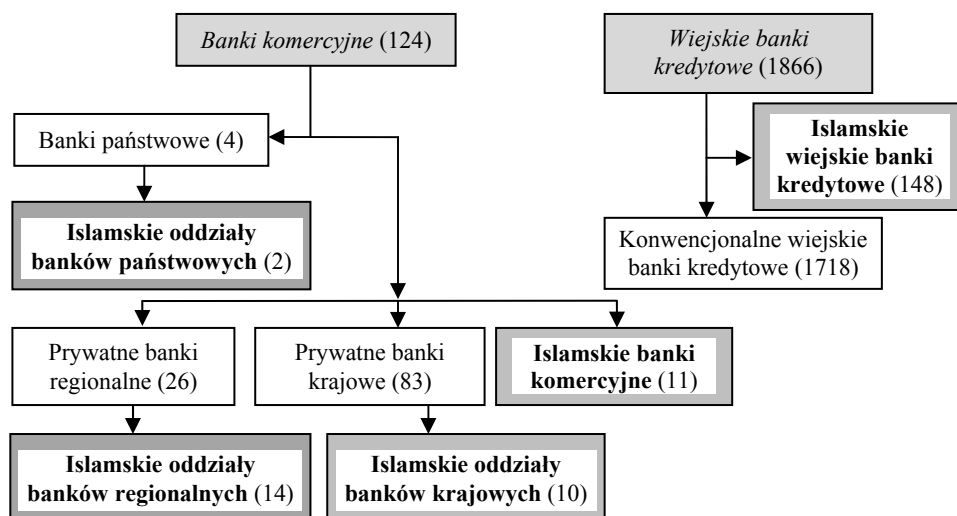 Banki komercyjne (124)
Wiejskie banki
kredytowe (1866)
Banki państwowe (4)
Islamskie
wiejskie banki
kredytowe (148)
Islamskie oddziały
banków państwowych (2)
Konwencjonalne wiejskie
banki kredytowe (1718)
Prywatne banki
regionalne (26)
Prywatne banki
krajowe (83)
Islamskie banki
komercyjne (11)
Islamskie oddziały
banków regionalnych (14)
Islamskie oddziały
banków krajowych (10)